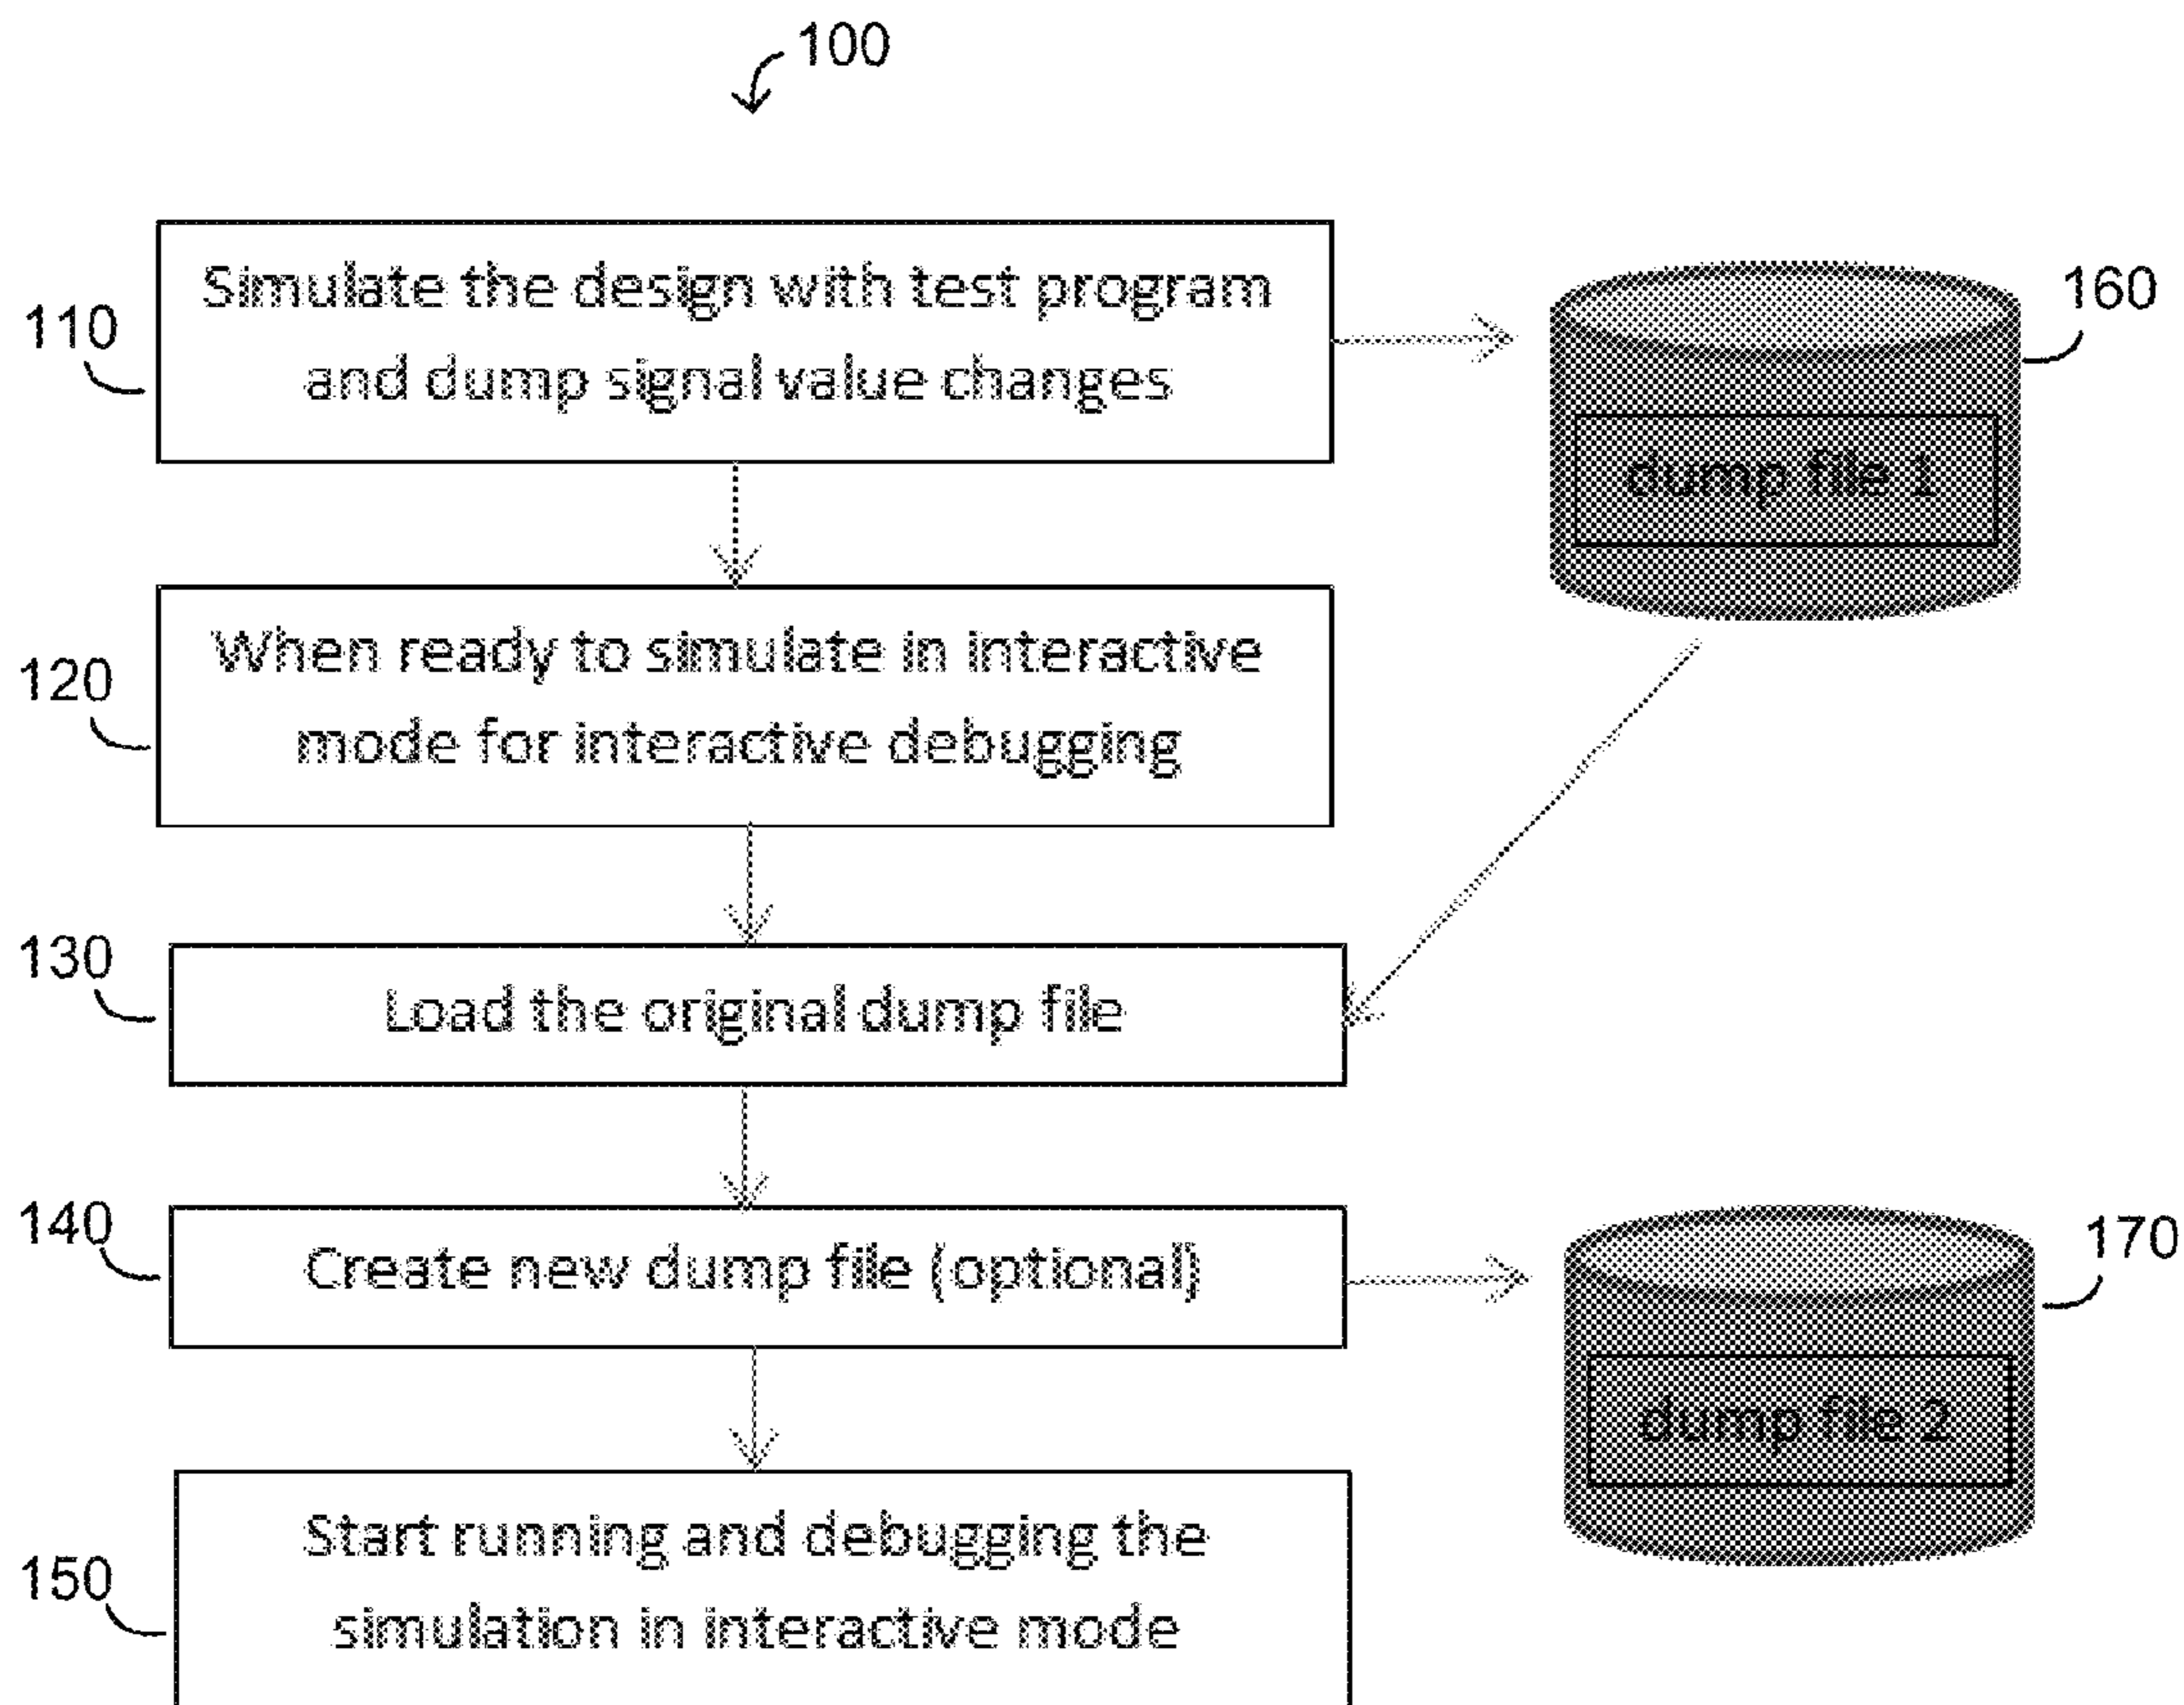 100
110
Simulate the design with test program
and dump signal value changes
160
dump file 1
120
When ready to simulate in interactive
mode for interactive debugging
130
Load the original dump file
140
Create new dump file (optional)
170
dump file 2
150
Start running and debugging the
simulation in interactive mode